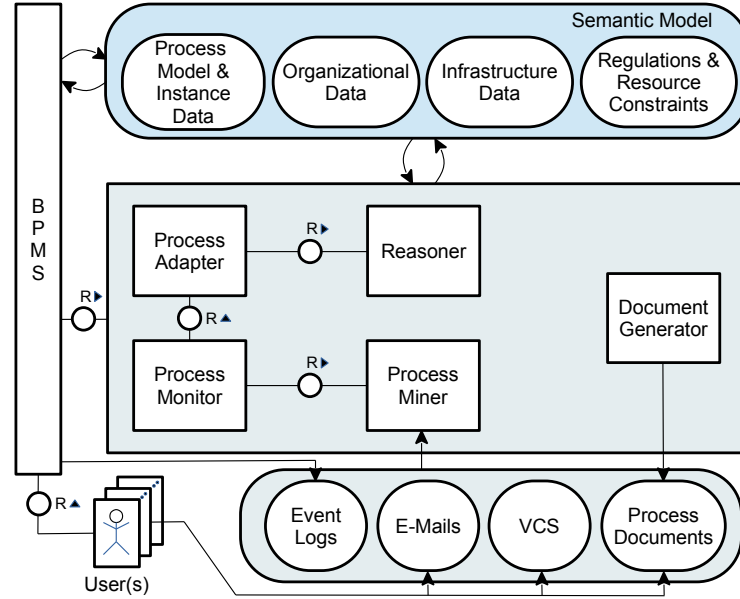 Semantic Model
Process
Model &
Instance
Data
Organizational
Data
Infrastructure
Data
Regulations &
Resource
Constraints
B
P
M
S
R
Process
Adapter
R
Reasoner
R
Process
Monitor
R
Process
Miner
Document
Generator
R
User(s)
Event
Logs
E-Mails
VCS
Process
Documents